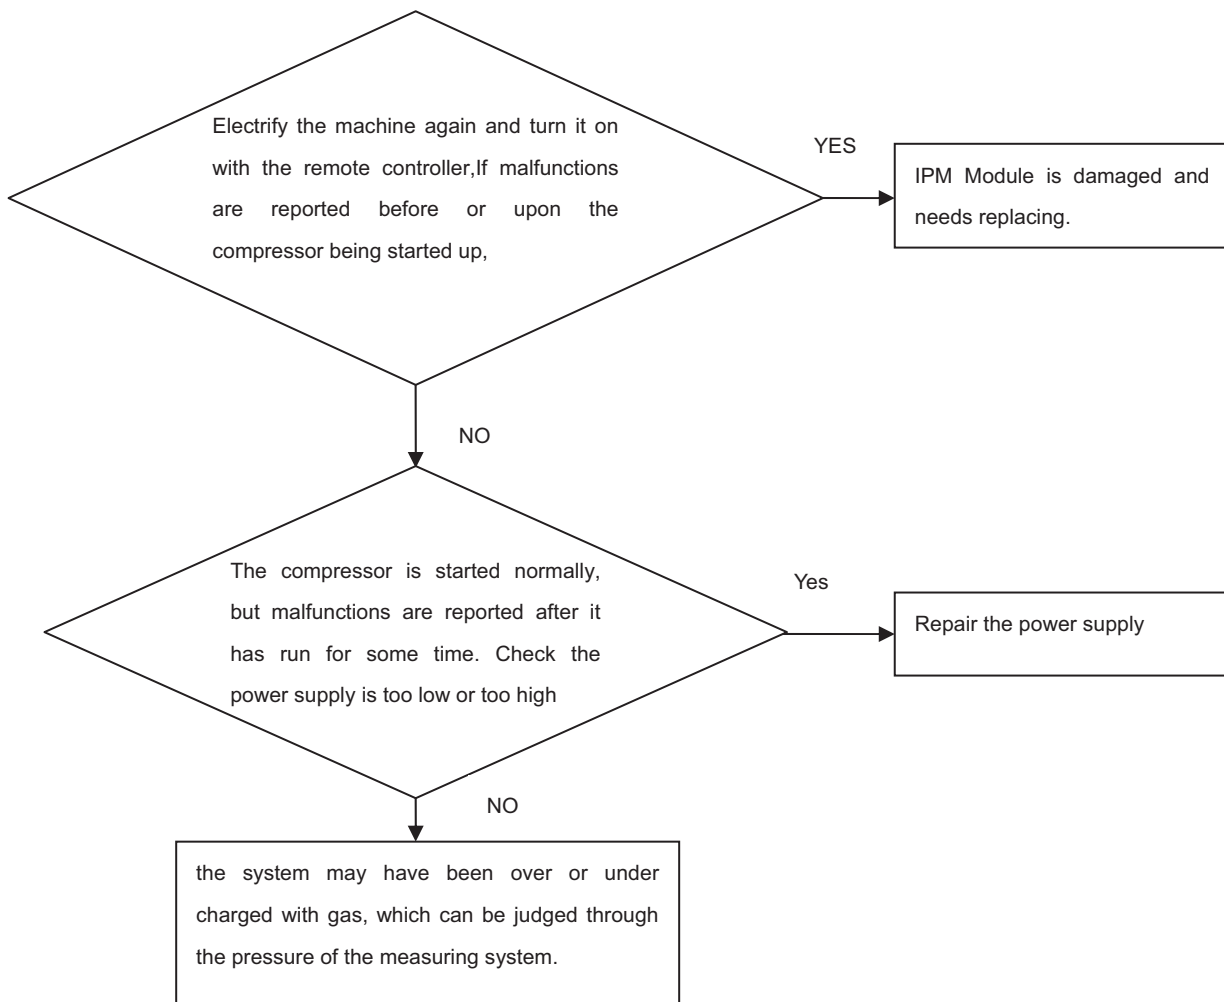 Electrify the machine again and turn it on
with the remote controller,If malfunctions
are reported before or upon the
compressor being started up,
YES
IPM Module is damaged and
needs replacing.
NO
The compressor is started normally,
but malfunctions are reported after it
has run for some time. Check the
power supply is too low or too high
Yes
Repair the power supply
NO
the system may have been over or under
charged with gas, which can be judged through
the pressure of the measuring system.